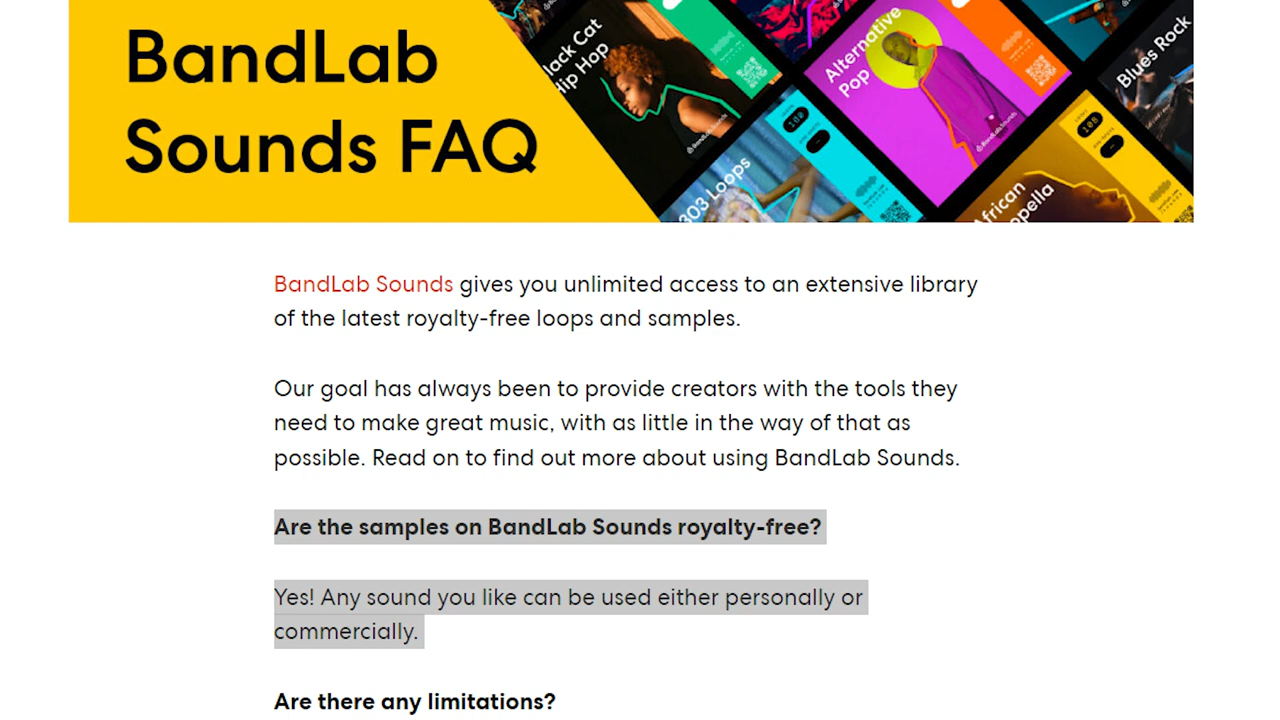 BandLab
Sounds FAQ
lack Cat
Hip Hop
Alternative
Pop
Blues Rock
303 Loops
African
100
108
BandLab Sounds gives you unlimited access to an extensive library
of the latest royalty-free loops and samples.
Our goal has always been to provide creators with the tools they
need to make great music, with as little in the way of that as
possible. Read on to find out more about using BandLab Sounds.
Are the samples on BandLab Sounds royalty-free?
Yes! Any sound you like can be used either personally or
commercially.
Are there any limitations?